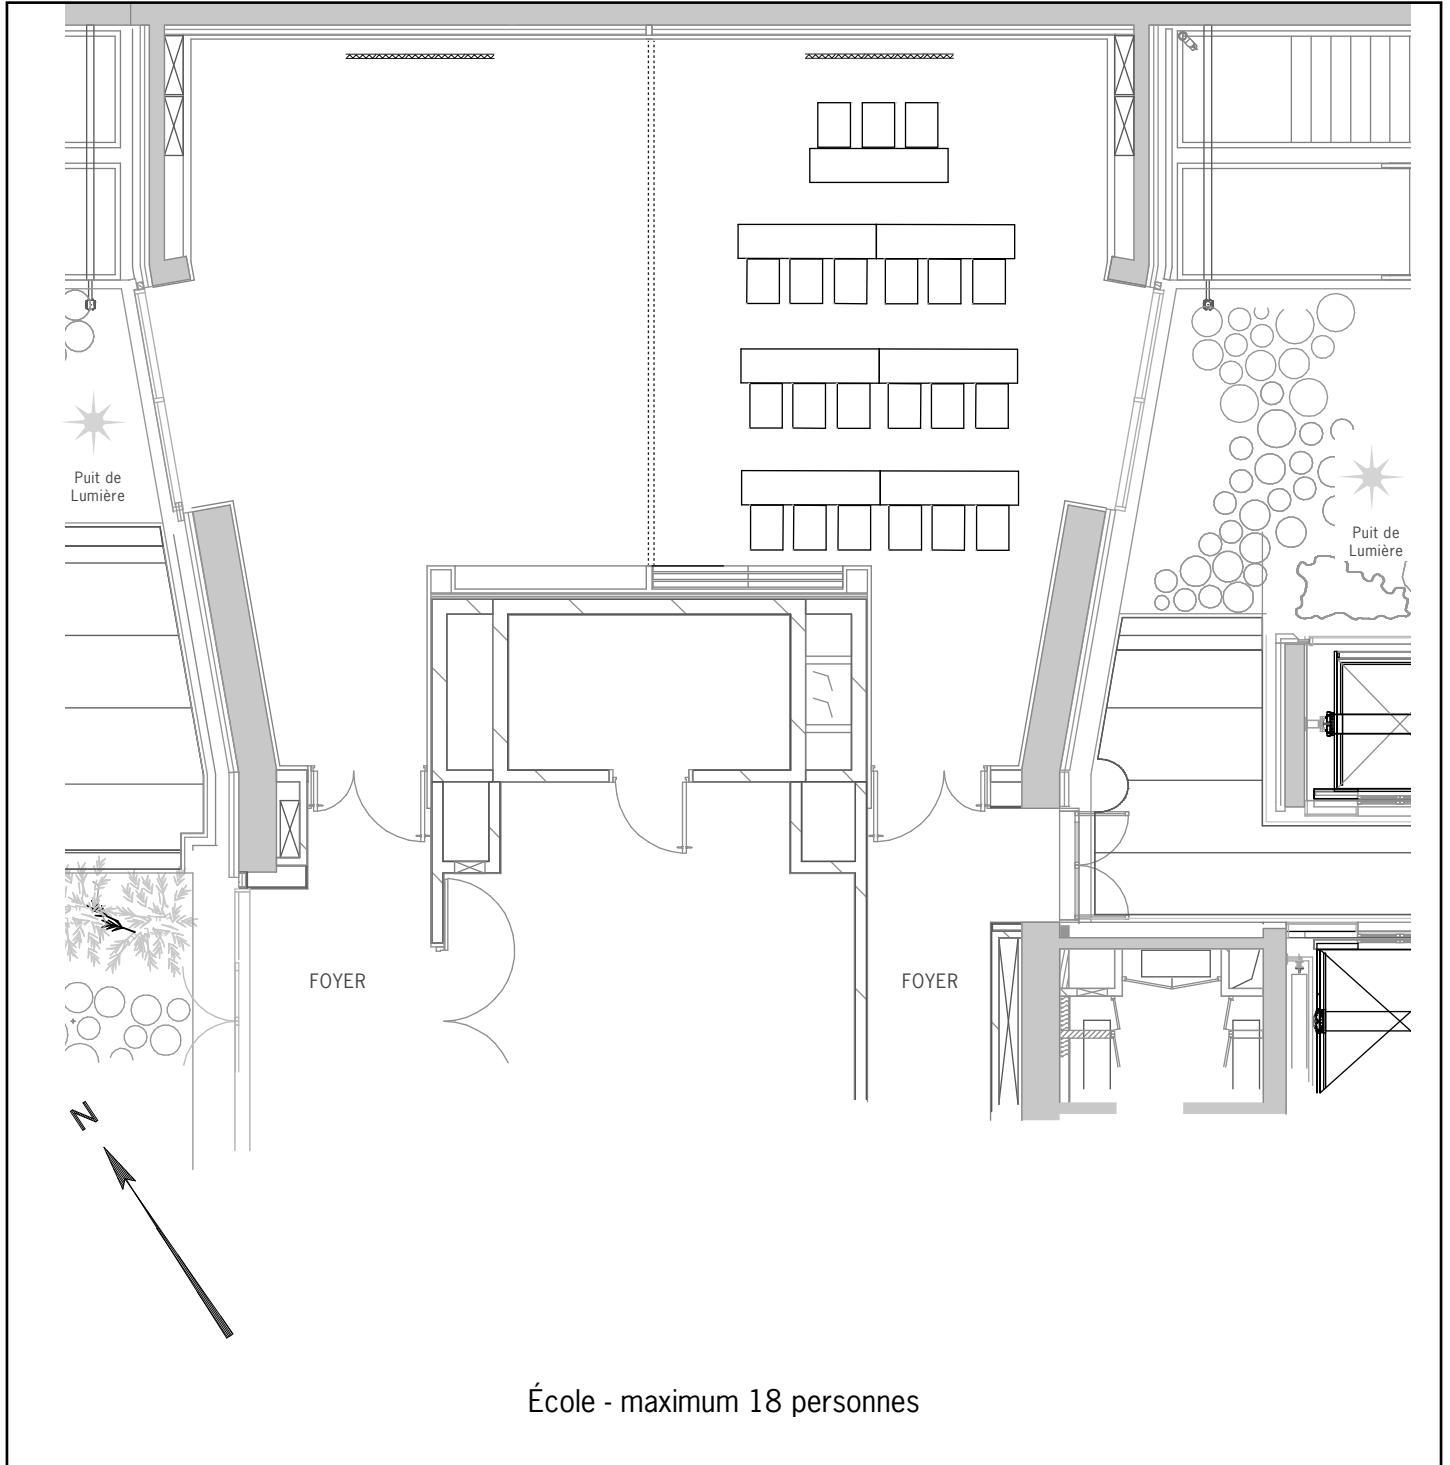 Puit de
Lumière
Puit de
Lumière
FOYER
FOYER
N
École - maximum 18 personnes